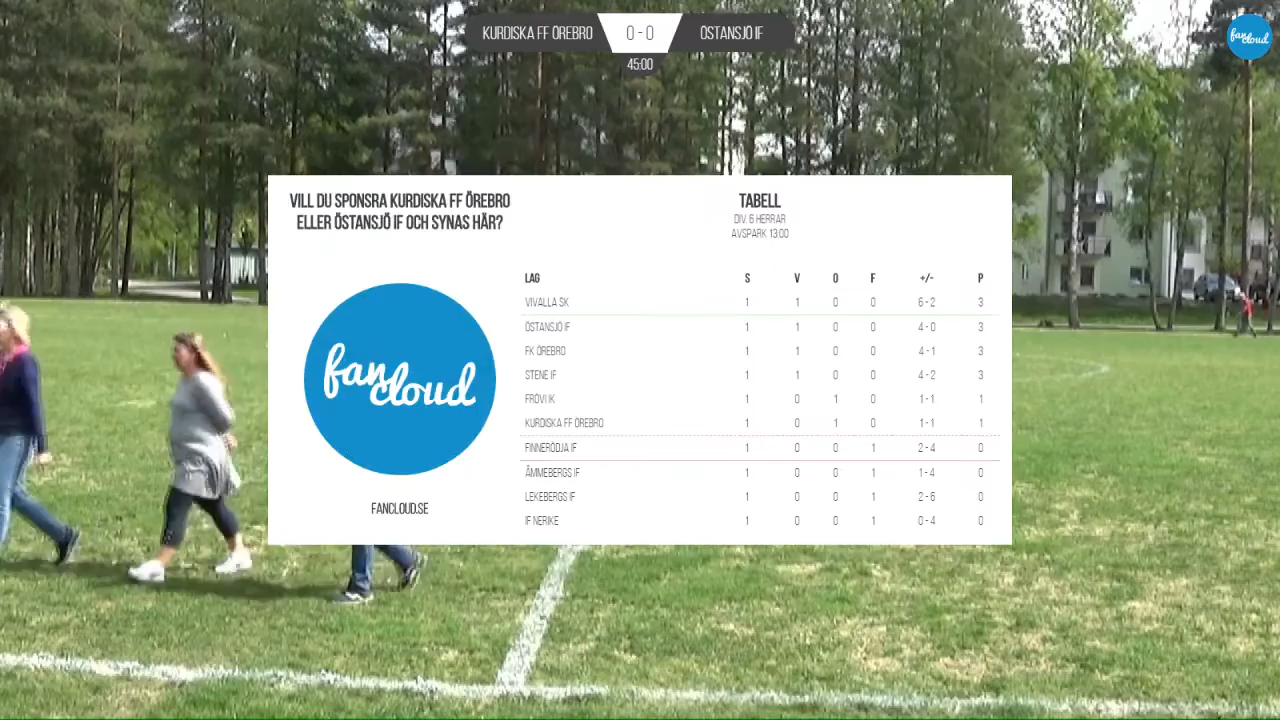 KURDISKA FF ÖREBRO 0 - 0 ÖSTANSJÖ IF
45:00
fan cloud
VILL DU SPONSRA KURDISKA FF ÖREBRO
ELLER ÖSTANSJÖ IF OCH SYNAS HÄR?
fan cloud
FANCLOUD.SE
TABELL
DIV. 6 HERRAR
AVSPARK 13:00
LAG S V O F +/- P
VIVALLA SK 1 1 0 0 6 - 2 3
ÖSTANSJÖ IF 1 1 0 0 4 - 0 3
FK ÖREBRO 1 1 0 0 4 - 1 3
STENE IF 1 1 0 0 4 - 2 3
FRÖVI IK 1 0 1 0 1 - 1 1
KURDISKA FF ÖREBRO 1 0 1 0 1 - 1 1
FINNERÖDJA IF 1 0 0 1 2 - 4 0
ÅMMEBERGS IF 1 0 0 1 1 - 4 0
LEKEBERGS IF 1 0 0 1 2 - 6 0
IF NERIKE 1 0 0 1 0 - 4 0